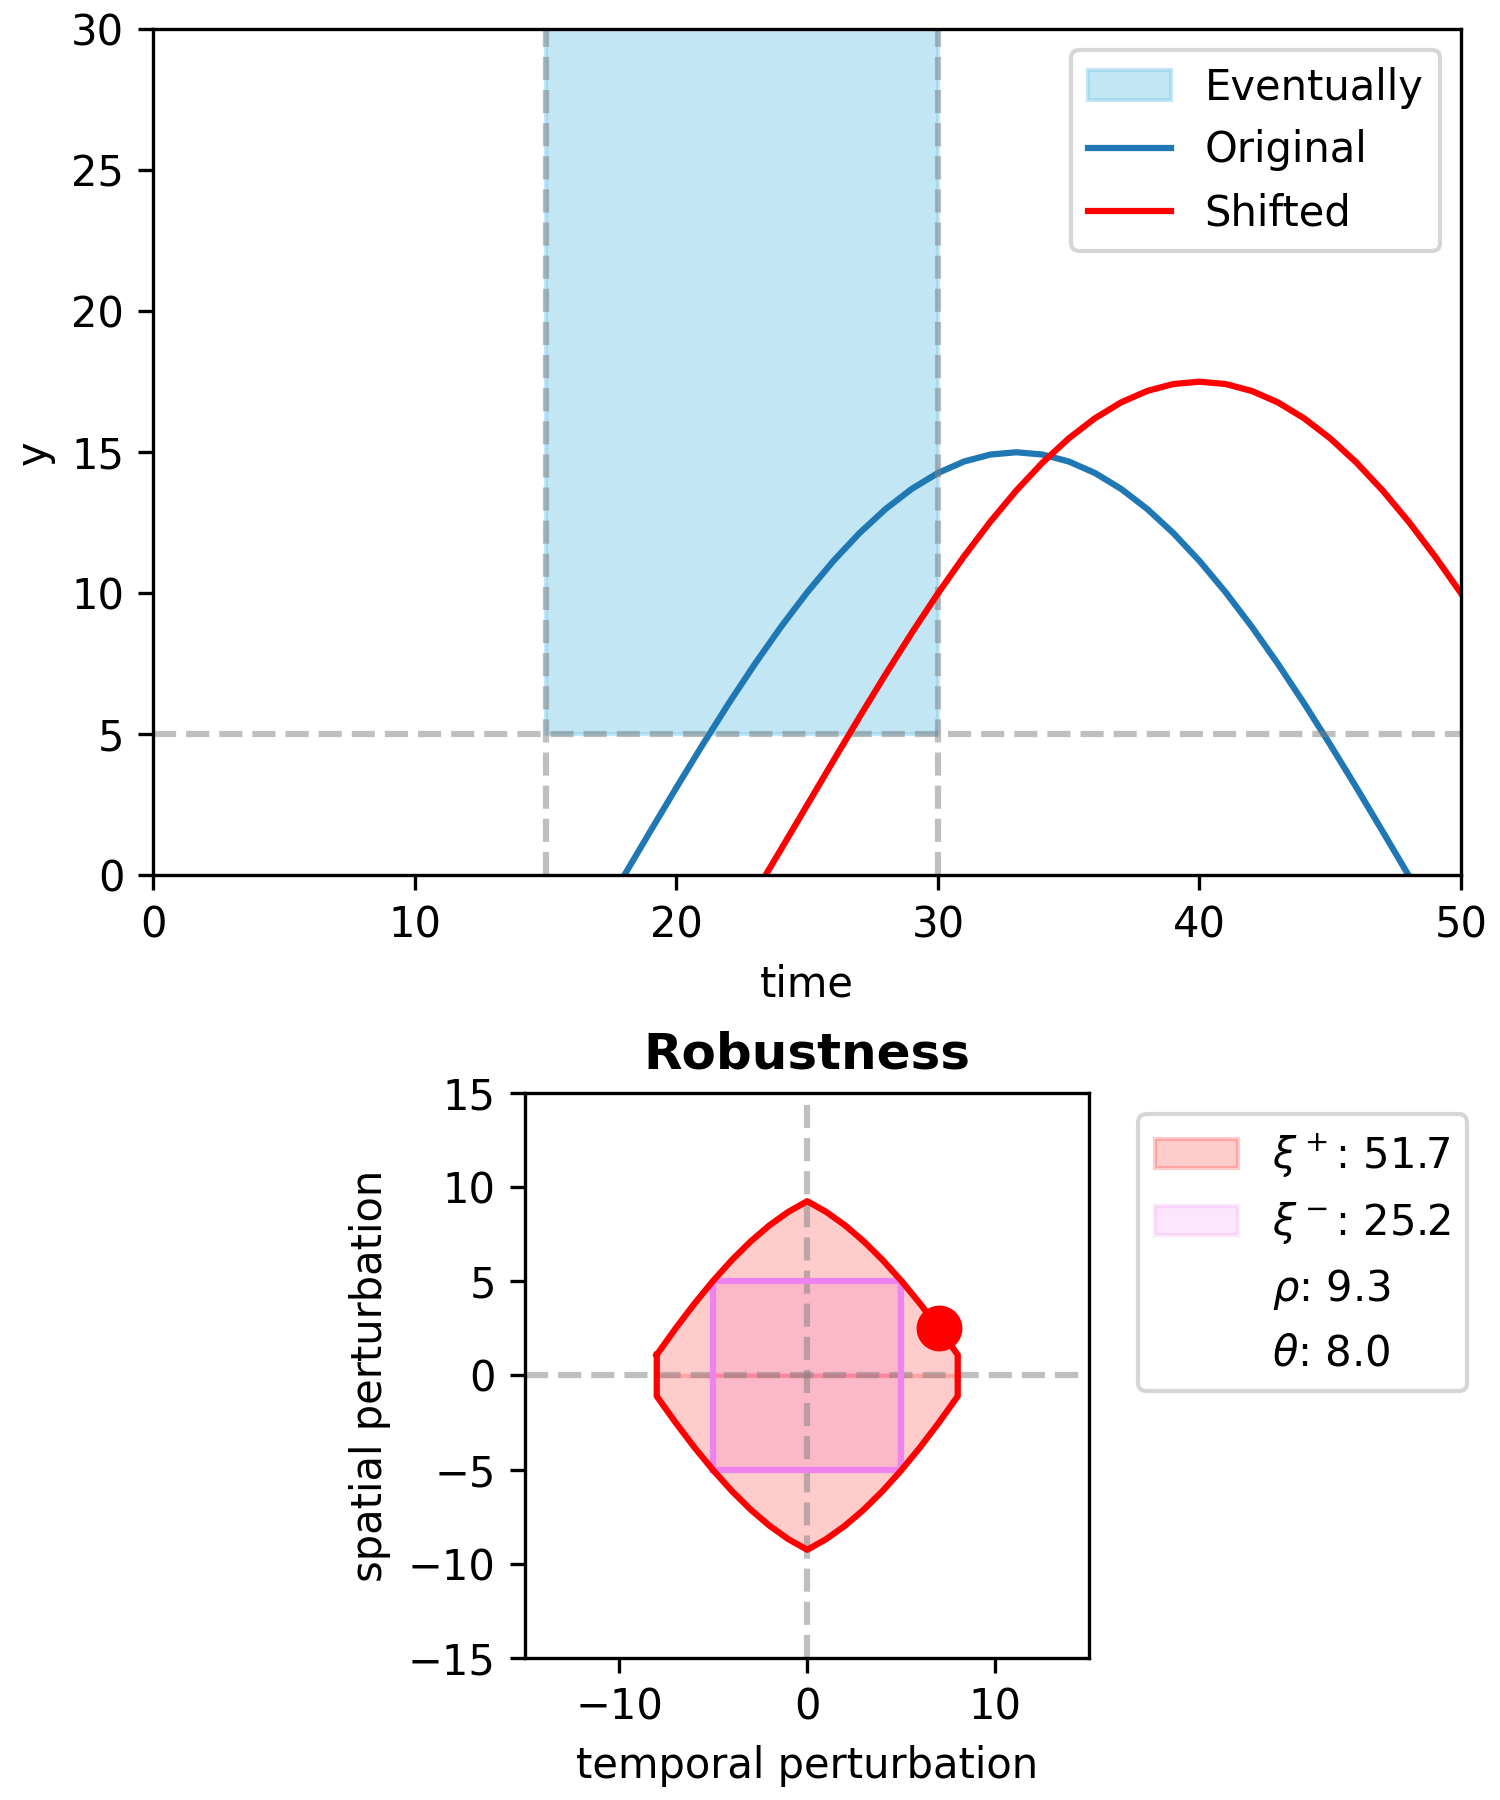 30
25
20
15
10
5
0
y
0
10
20
30
40
50
time
Eventually
Original
Shifted
Robustness
15
10
5
0
−5
−10
−15
spatial perturbation
−10
0
10
temporal perturbation
ξ⁺: 51.7
ξ⁻: 25.2
ρ: 9.3
θ: 8.0